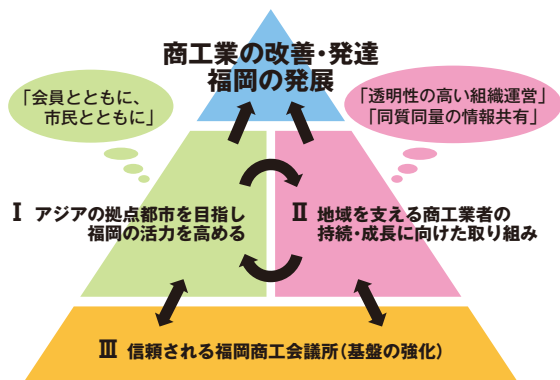 商工業の改善・発達
福岡の発展
「会員とともに、
市民とともに」
「透明性の高い組織運営」
「同質同量の情報共有」
Ⅰ アジアの拠点都市を目指し
福岡の活力を高める
Ⅱ 地域を支える商工業者の
持続・成長に向けた取り組み
Ⅲ 信頼される福岡商工会議所(基盤の強化)